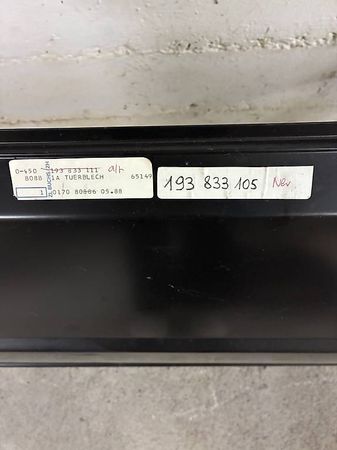 0-450 193 833 111 alt
8088 1A TUERBLECH 65149
1 0170 80806 05.88
193 833 105 Neu